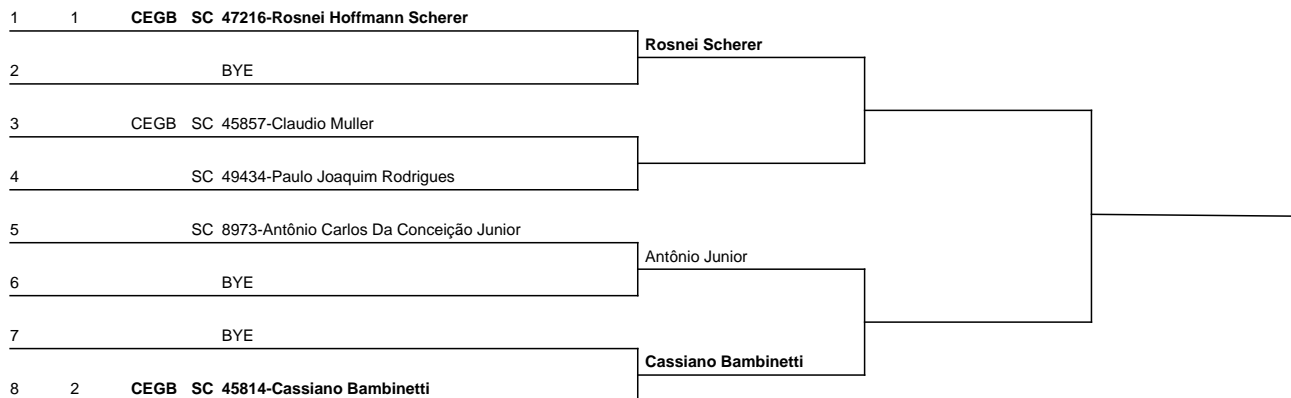 1 1 CEGB SC 47216-Rosnei Hoffmann Scherer
Rosnei Scherer
2 BYE
3 CEGB SC 45857-Claudio Muller
4 SC 49434-Paulo Joaquim Rodrigues
5 SC 8973-Antônio Carlos Da Conceição Junior
Antônio Junior
6 BYE
7 BYE
Cassiano Bambinetti
8 2 CEGB SC 45814-Cassiano Bambinetti